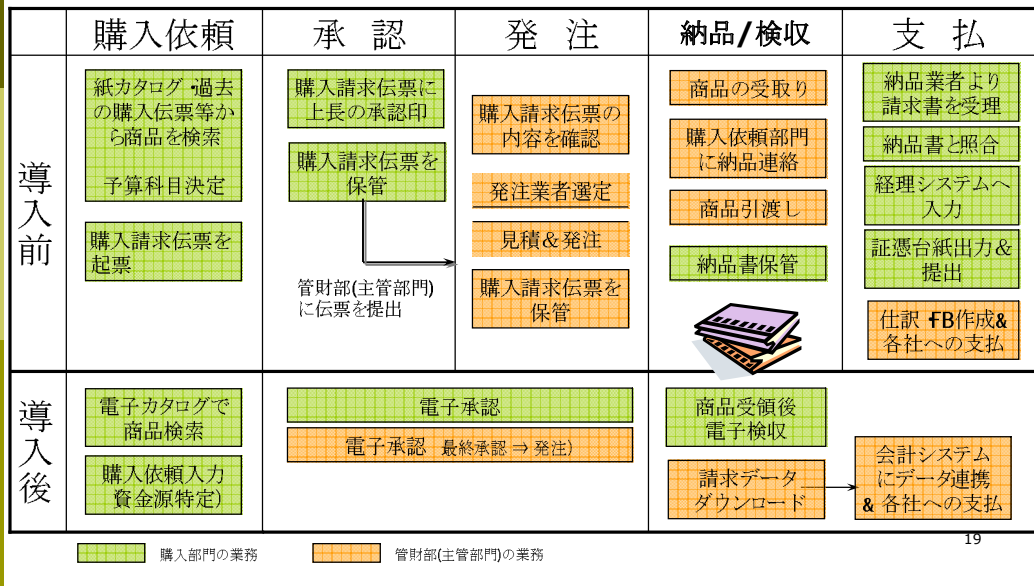 購入依頼
承 認
発 注
納品/検収
支 払
導入前
紙カタログ・過去
の購入伝票等か
ら商品を検索
予算科目決定
購入請求伝票を
起票
購入請求伝票に
上長の承認印
購入請求伝票を
保管
管財部(主管部門)
に伝票を提出
購入請求伝票の
内容を確認
発注業者選定
見積&発注
購入請求伝票を
保管
商品の受取り
購入依頼部門
に納品連絡
商品引渡し
納品書保管
納品業者より
請求書を受理
納品書と照合
経理システムへ
入力
証憑台紙出力&
提出
仕訳・FB作成&
各社への支払
導入後
電子カタログで
商品検索
購入依頼入力
資金源特定)
電子承認
電子承認 最終承認 → 発注)
商品受領後
電子検収
請求データ
ダウンロード
会計システム
にデータ連携
& 各社への支払
購入部門の業務
管財部(主管部門)の業務
19